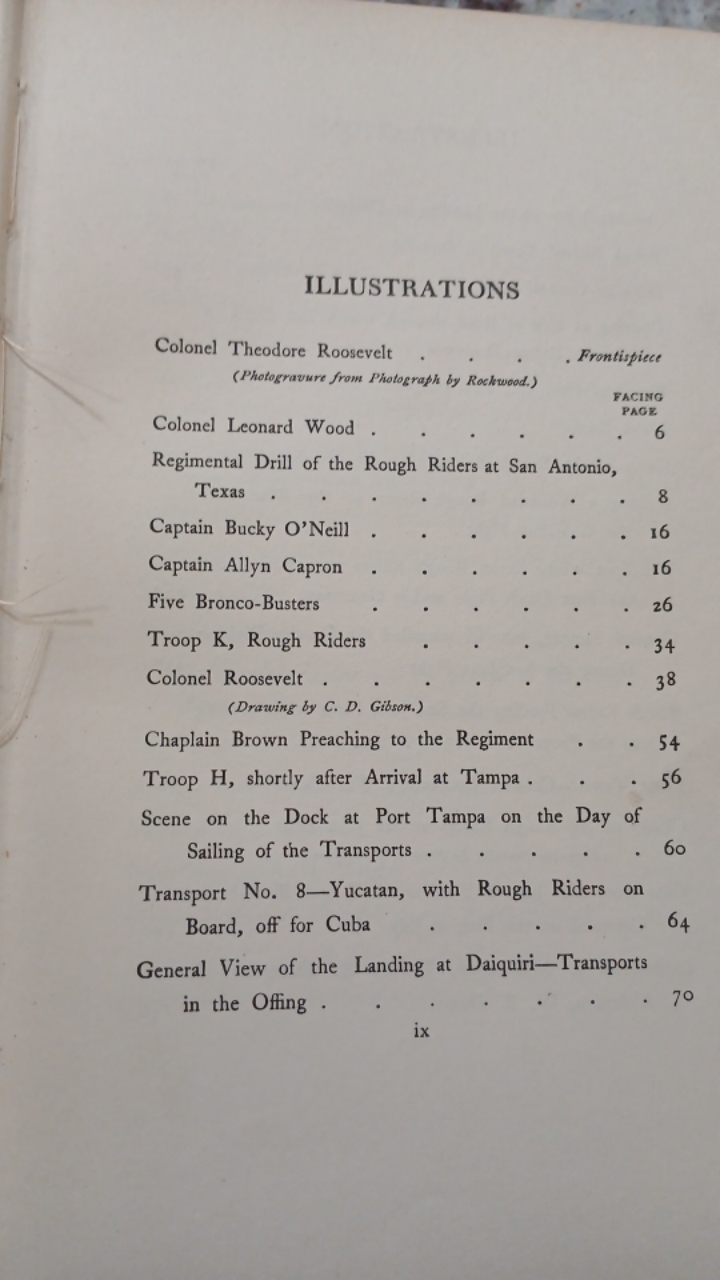 ILLUSTRATIONS
Colonel Theodore Roosevelt . . . . Frontispiece
(Photogravure from Photograph by Rockwood.)
FACING
PAGE
Colonel Leonard Wood . . . . . . 6
Regimental Drill of the Rough Riders at San Antonio,
Texas . . . . . . . . 8
Captain Bucky O'Neill . . . . . . 16
Captain Allyn Capron . . . . . . 16
Five Bronco-Busters . . . . . . 26
Troop K, Rough Riders . . . . . 34
Colonel Roosevelt . . . . . . . 38
(Drawing by C. D. Gibson.)
Chaplain Brown Preaching to the Regiment . . 54
Troop H, shortly after Arrival at Tampa . . . 56
Scene on the Dock at Port Tampa on the Day of
Sailing of the Transports . . . . . 60
Transport No. 8—Yucatan, with Rough Riders on
Board, off for Cuba . . . . . 64
General View of the Landing at Daiquiri—Transports
in the Offing . . . . . . . 70
ix